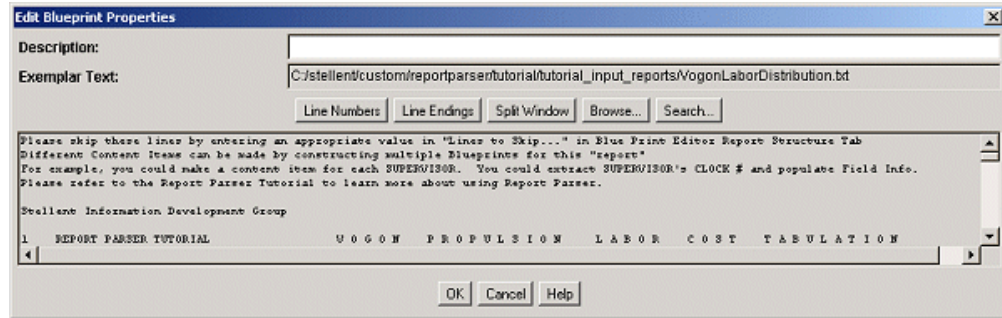 Edit Blueprint Properties
Description:
Exemplar Text: C:/stellent/custom/reportparser/tutorial/tutorial_input_reports/VogonLaborDistribution.txt
Line Numbers Line Endings Split Window Browse... Search...
Please skip these lines by entering an appropriate value in "Lines to Skip..." in Blue Print Editor Report Structure Tab
Different Content Items can be made by constructing multiple Blueprints for this "report"
For example, you could make a content item for each SUPERVISOR. You could extract SUPERVISOR's CLOCK # and populate Field Info.
Please refer to the Report Parser Tutorial to learn more about using Report Parser.
Stellent Information Development Group
1 REPORT PARSER TUTORIAL V O G O N P R O P U L S I O N L A B O R C O S T T A B U L A T I O N
OK Cancel Help